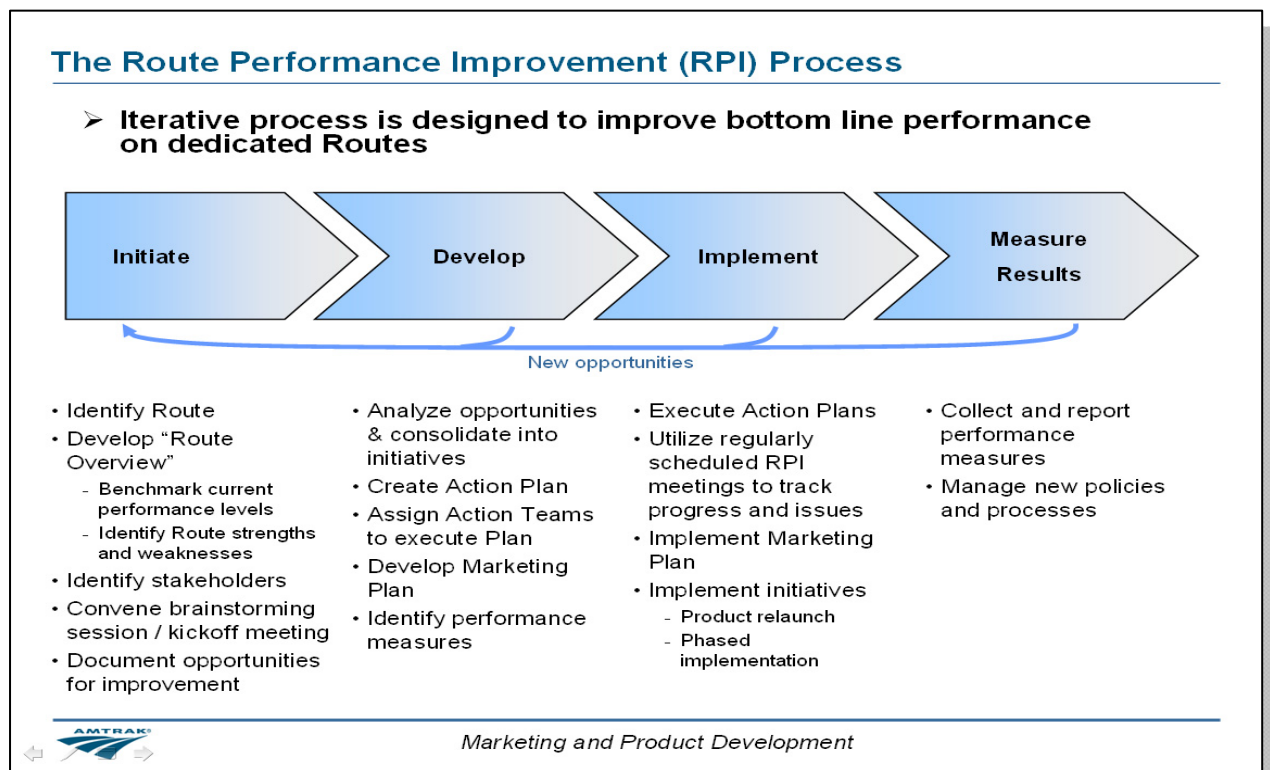 The Route Performance Improvement (RPI) Process
➢ Iterative process is designed to improve bottom line performance
on dedicated Routes
Initiate
Develop
Implement
Measure
Results
New opportunities
• Identify Route
• Develop “Route
Overview”
- Benchmark current
performance levels
- Identify Route strengths
and weaknesses
• Identify stakeholders
• Convene brainstorming
session / kickoff meeting
• Document opportunities
for improvement
• Analyze opportunities
& consolidate into
initiatives
• Create Action Plan
• Assign Action Teams
to execute Plan
• Develop Marketing
Plan
• Identify performance
measures
• Execute Action Plans
• Utilize regularly
scheduled RPI
meetings to track
progress and issues
• Implement Marketing
Plan
• Implement initiatives
- Product relaunch
- Phased
implementation
• Collect and report
performance
measures
• Manage new policies
and processes
AMTRAK®
Marketing and Product Development